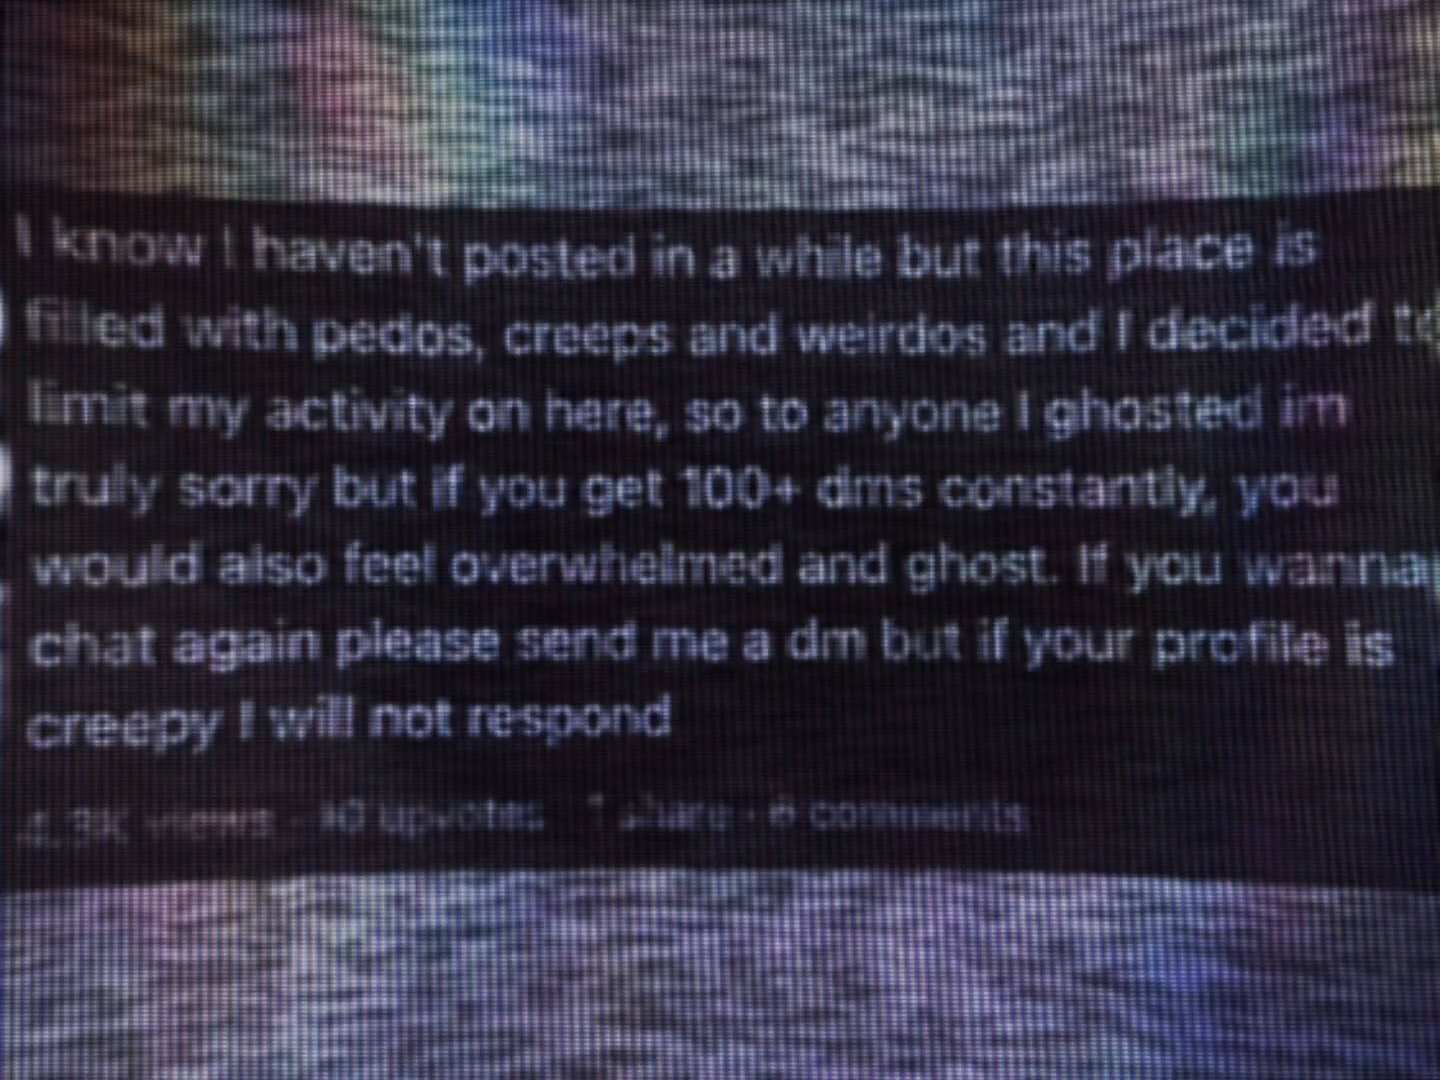 I know I haven't posted in a while but this place is
filled with pedos, creeps and weirdos and I decided to
limit my activity on here, so to anyone I ghosted im
truly sorry but if you get 100+ dms constantly, you
would also feel overwhelmed and ghost. If you wanna
chat again please send me a dm but if your profile is
creepy I will not respond
views · upvotes · 1 share · 6 comments